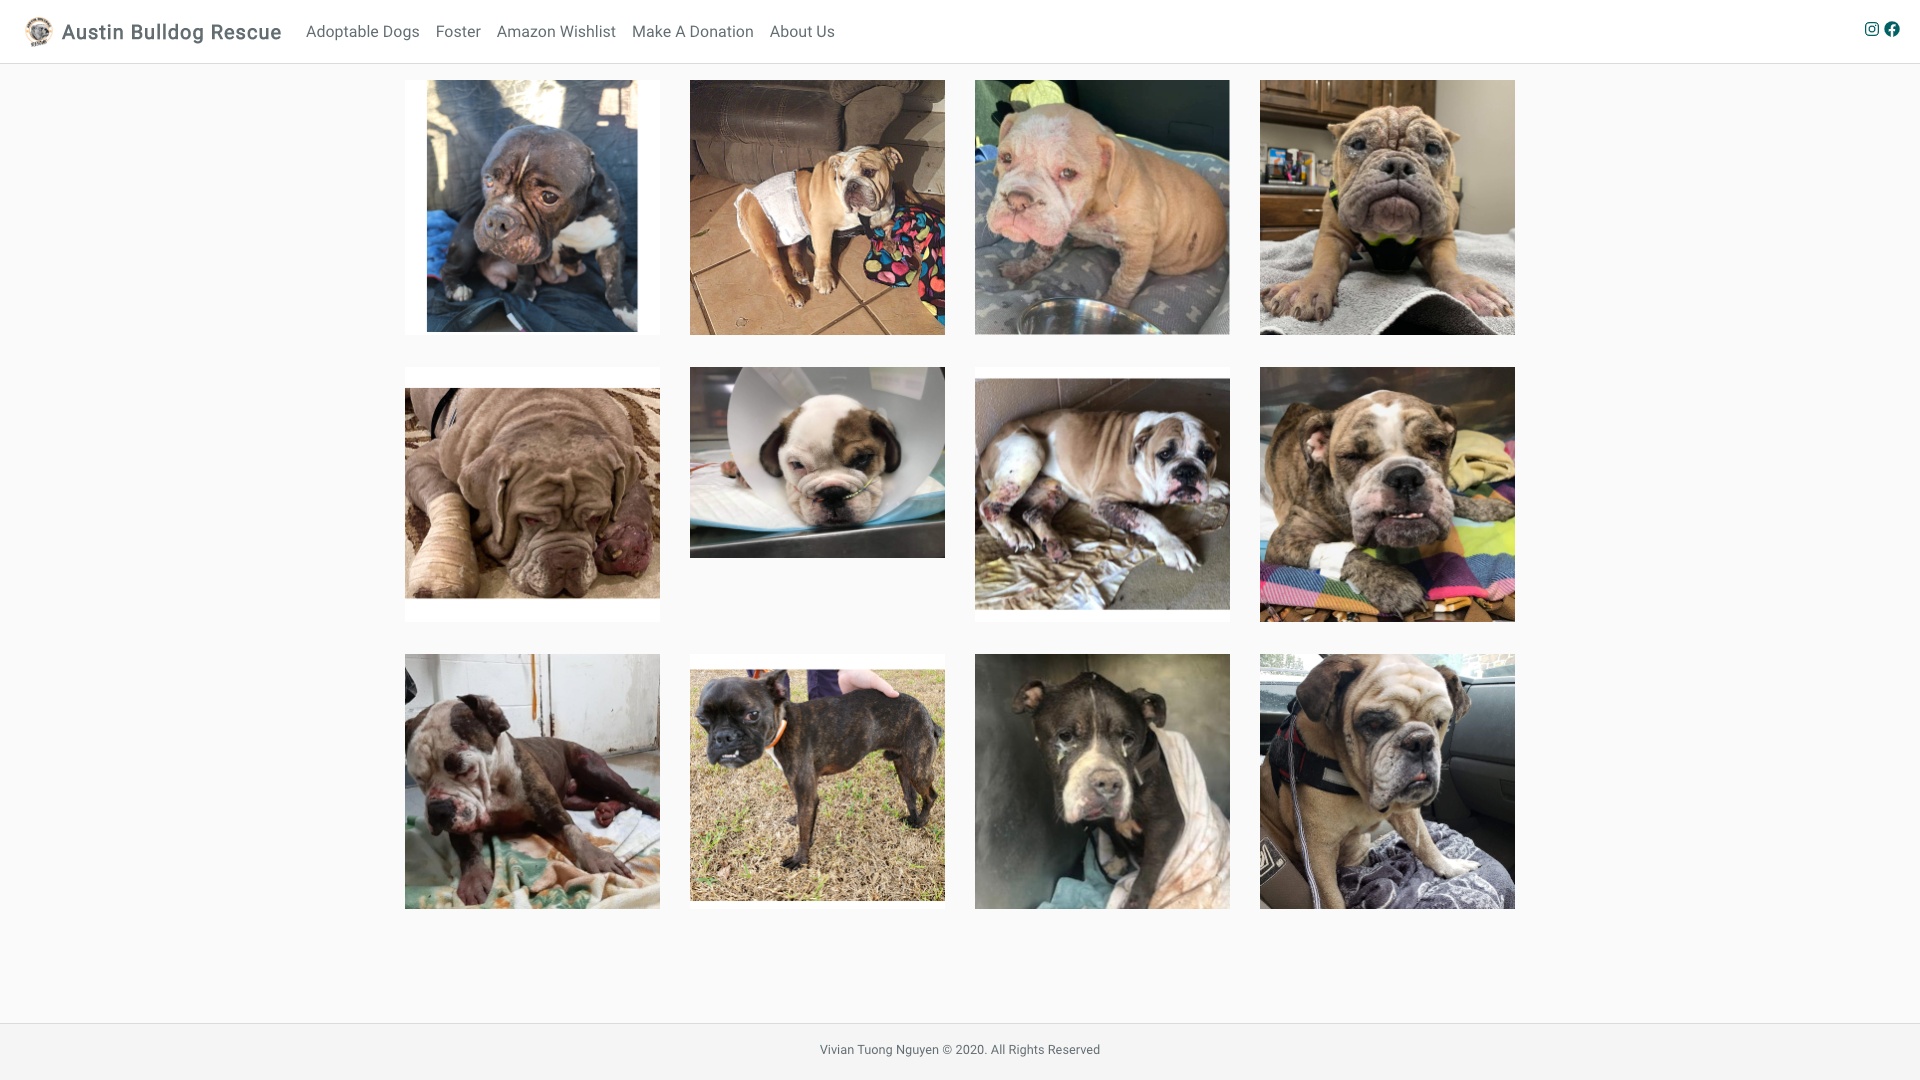 Austin Bulldog Rescue
Adoptable Dogs
Foster
Amazon Wishlist
Make A Donation
About Us
Vivian Tuong Nguyen © 2020. All Rights Reserved